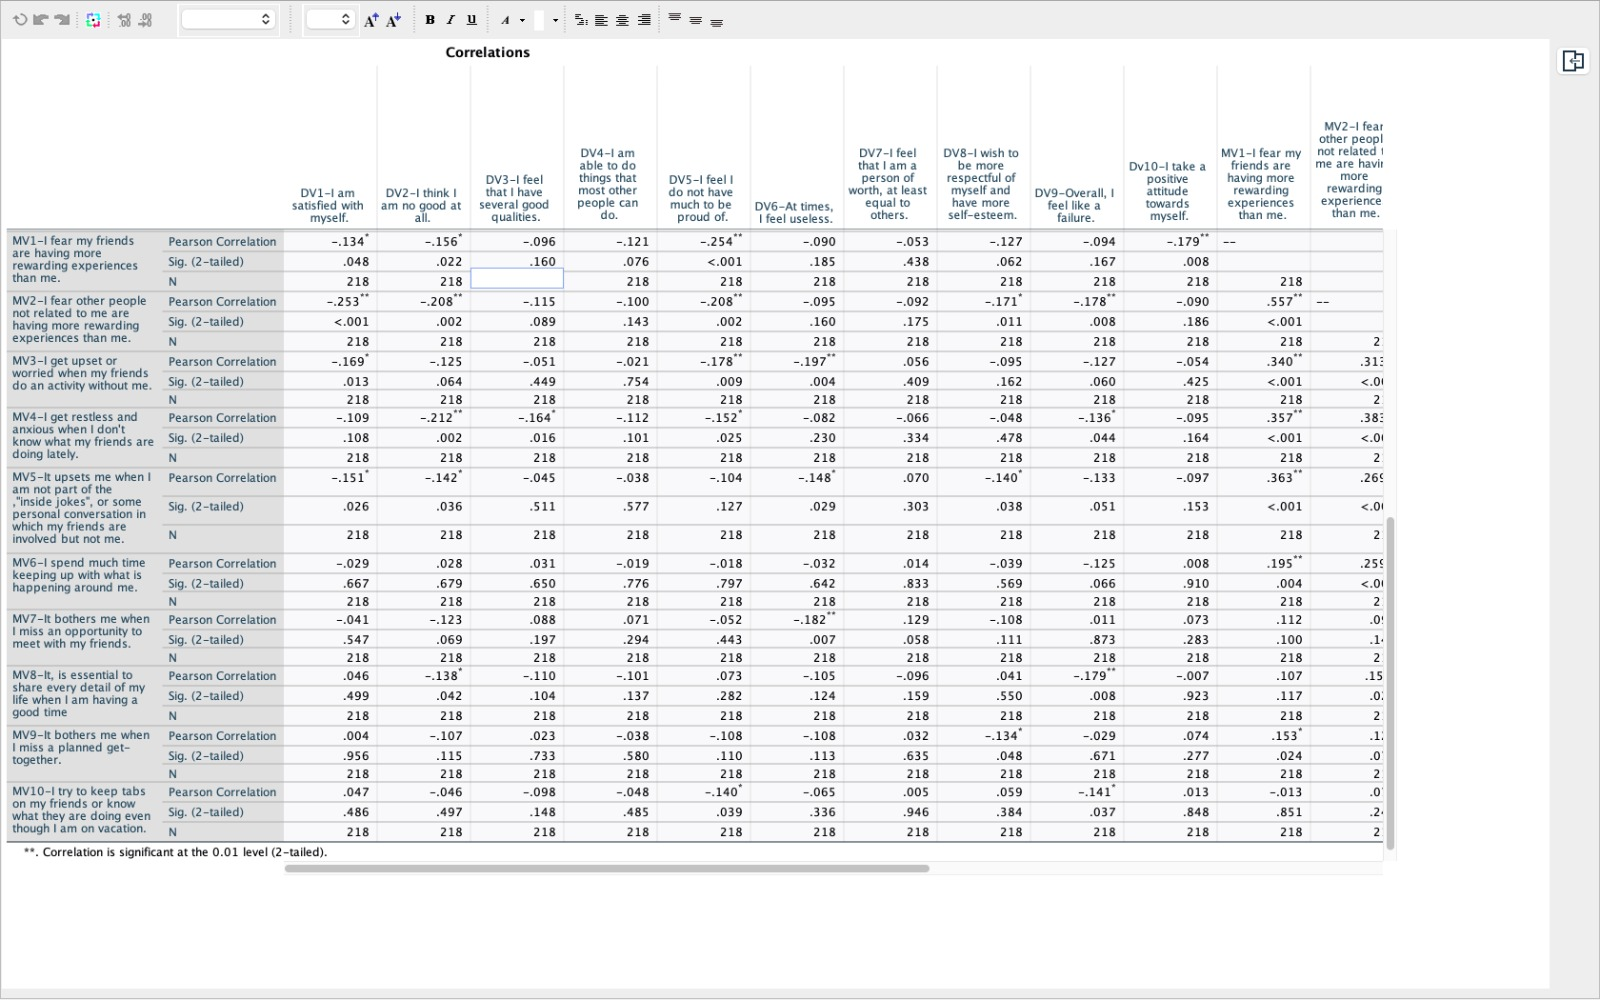 B I U A
Correlations
DV1-I am satisfied with myself. DV2-I think I am no good at all. DV3-I feel that I have several good qualities. DV4-I am able to do things that most other people can do. DV5-I feel I do not have much to be proud of. DV6-At times, I feel useless. DV7-I feel that I am a person of worth, at least equal to others. DV8-I wish to be more respectful of myself and have more self-esteem. DV9-Overall, I feel like a failure. Dv10-I take a positive attitude towards myself. MV1-I fear my friends are having more rewarding experiences than me. MV2-I fear other not related me are more rewarding than me.
MV1-I fear my friends are having more rewarding experiences than me.
Pearson Correlation -.134* -.156* -.096 -.121 -.254** -.090 -.053 -.127 -.094 -.179** --
Sig. (2-tailed) .048 .022 .160 .076 <.001 .185 .438 .062 .167 .008
N 218 218 218 218 218 218 218 218 218 218
MV2-I fear other people not related to me are having more rewarding experiences than me.
Pearson Correlation -.253** -.208** -.115 -.100 -.208** -.095 -.092 -.171* -.178** -.090 .557** --
Sig. (2-tailed) <.001 .002 .089 .143 .002 .160 .175 .011 .008 .186 <.001
N 218 218 218 218 218 218 218 218 218 218 218
MV3-I get upset or worried when my friends do an activity without me.
Pearson Correlation -.169* -.125 -.051 -.021 -.178** -.197** .056 -.095 -.127 -.054 .340** .313
Sig. (2-tailed) .013 .064 .449 .754 .009 .004 .409 .162 .060 .425 <.001
N 218 218 218 218 218 218 218 218 218 218 218
MV4-I get restless and anxious when I don't know what my friends are doing lately.
Pearson Correlation -.109 -.212** -.164* -.112 -.152* -.082 -.066 -.048 -.136* -.095 .357** .383
Sig. (2-tailed) .108 .002 .016 .101 .025 .230 .334 .478 .044 .164 <.001
N 218 218 218 218 218 218 218 218 218 218 218
MV5-It upsets me when I am not part of the ,"inside jokes", or some personal conversation in which my friends are involved but not me.
Pearson Correlation -.151* -.142* -.045 -.038 -.104 -.148* .070 -.140* -.133 -.097 .363** .269
Sig. (2-tailed) .026 .036 .511 .577 .127 .029 .303 .038 .051 .153 <.001
N 218 218 218 218 218 218 218 218 218 218 218
MV6-I spend much time keeping up with what is happening around me.
Pearson Correlation -.029 .028 .031 -.019 -.018 -.032 .014 -.039 -.125 .008 .195** .259
Sig. (2-tailed) .667 .679 .650 .776 .797 .642 .833 .569 .066 .910 .004
N 218 218 218 218 218 218 218 218 218 218 218
MV7-It bothers me when I miss an opportunity to meet with my friends.
Pearson Correlation -.041 -.123 .088 .071 -.052 -.182** .129 -.108 .011 .073 .112
Sig. (2-tailed) .547 .069 .197 .294 .443 .007 .058 .111 .873 .283 .100
N 218 218 218 218 218 218 218 218 218 218 218
MV8-It, is essential to share every detail of my life when I am having a good time
Pearson Correlation .046 -.138* -.110 -.101 .073 -.105 -.096 .041 -.179** -.007 .107
Sig. (2-tailed) .499 .042 .104 .137 .282 .124 .159 .550 .008 .923 .117
N 218 218 218 218 218 218 218 218 218 218 218
MV9-It bothers me when I miss a planned get-together.
Pearson Correlation .004 -.107 .023 -.038 -.108 -.108 .032 -.134* -.029 .074 .153*
Sig. (2-tailed) .956 .115 .733 .580 .110 .113 .635 .048 .671 .277 .024
N 218 218 218 218 218 218 218 218 218 218 218
MV10-I try to keep tabs on my friends or know what they are doing even though I am on vacation.
Pearson Correlation .047 -.046 -.098 -.048 -.140* -.065 .005 .059 -.141* .013 -.013
Sig. (2-tailed) .486 .497 .148 .485 .039 .336 .946 .384 .037 .848 .851
N 218 218 218 218 218 218 218 218 218 218 218
**. Correlation is significant at the 0.01 level (2-tailed).